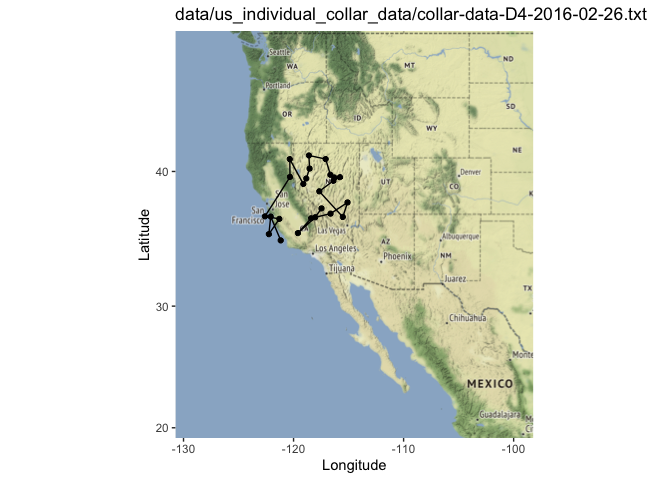 data/us_individual_collar_data/collar-data-D4-2016-02-26.txt
Seattle
WA
MT
ND
Portland
OR
ID
SD
WY
NE
40
Denver
UT
CO
San
Jose
San
Francisco
Las Vegas
Albuquerque
Los Angeles
AZ
Phoenix
NM
Tijuana
Juarez
TX
30
Chihuahua
Monte
MEXICO
Guadalajara
20
-130
-120
-110
-100
Latitude
Longitude